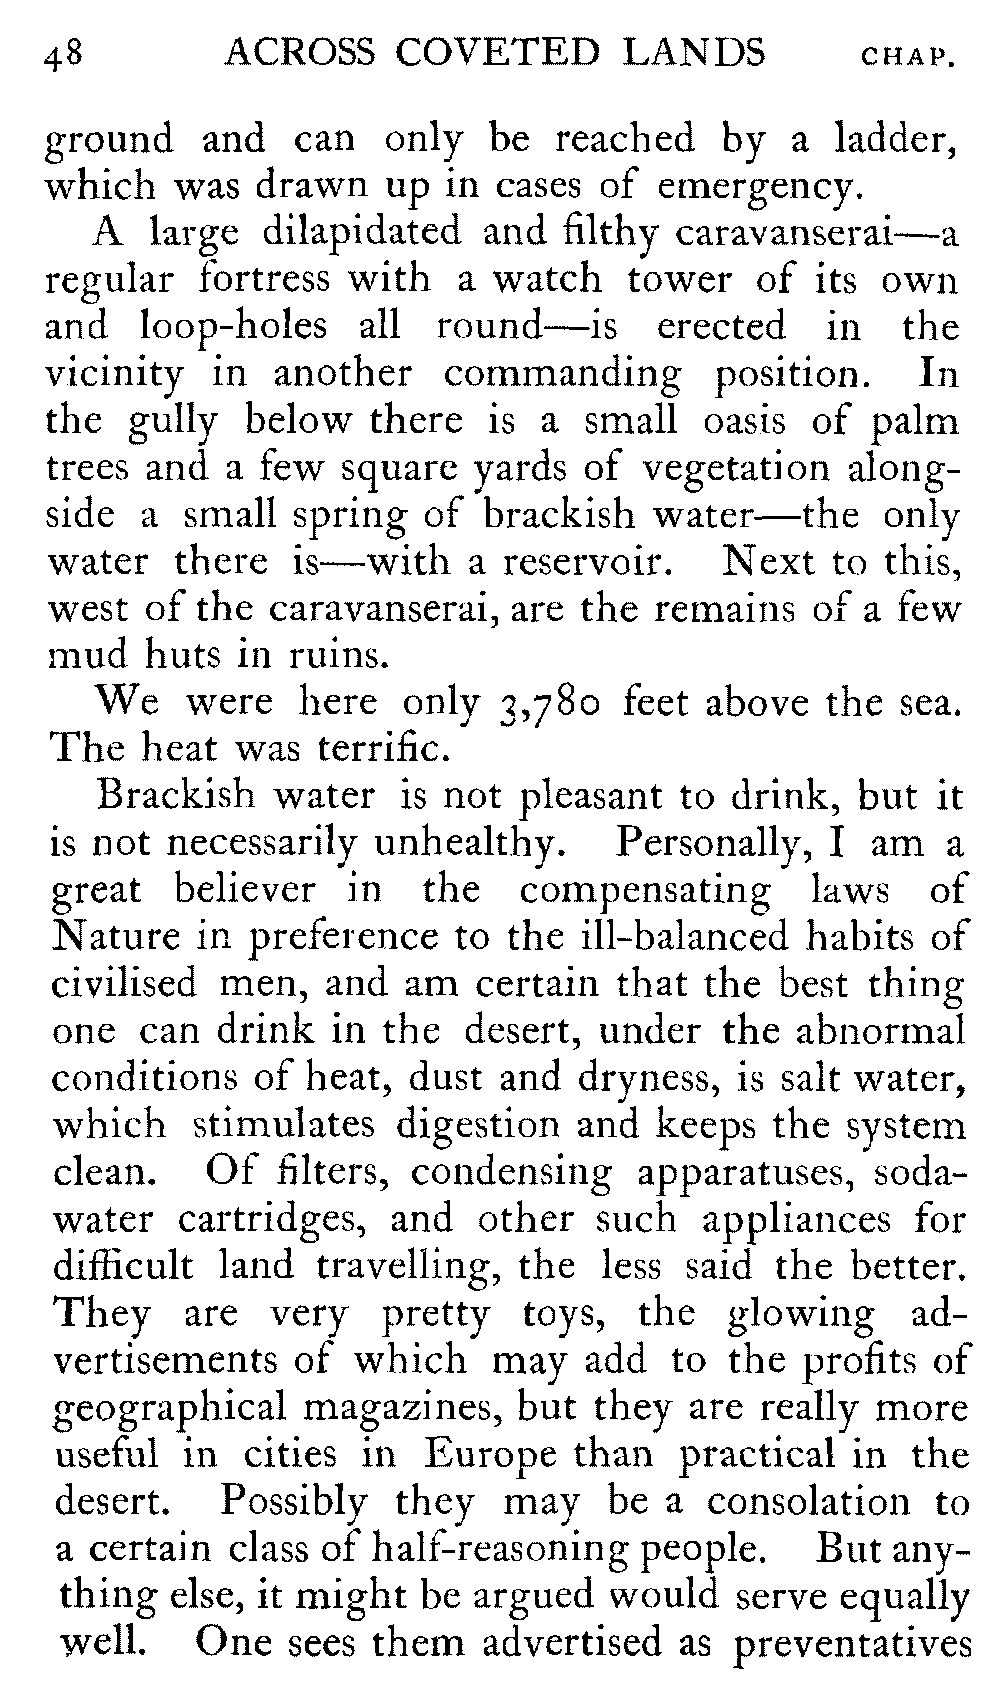 48 ACROSS COVETED LANDS CHAP.
ground and can only be reached by a ladder,
which was drawn up in cases of emergency.
A large dilapidated and filthy caravanserai—a
regular fortress with a watch tower of its own
and loop-holes all round—is erected in the
vicinity in another commanding position. In
the gully below there is a small oasis of palm
trees and a few square yards of vegetation along-
side a small spring of brackish water—the only
water there is—with a reservoir. Next to this,
west of the caravanserai, are the remains of a few
mud huts in ruins.
We were here only 3,780 feet above the sea.
The heat was terrific.
Brackish water is not pleasant to drink, but it
is not necessarily unhealthy. Personally, I am a
great believer in the compensating laws of
Nature in preference to the ill-balanced habits of
civilised men, and am certain that the best thing
one can drink in the desert, under the abnormal
conditions of heat, dust and dryness, is salt water,
which stimulates digestion and keeps the system
clean. Of filters, condensing apparatuses, soda-
water cartridges, and other such appliances for
difficult land travelling, the less said the better.
They are very pretty toys, the glowing ad-
vertisements of which may add to the profits of
geographical magazines, but they are really more
useful in cities in Europe than practical in the
desert. Possibly they may be a consolation to
a certain class of half-reasoning people. But any-
thing else, it might be argued would serve equally
well. One sees them advertised as preventatives